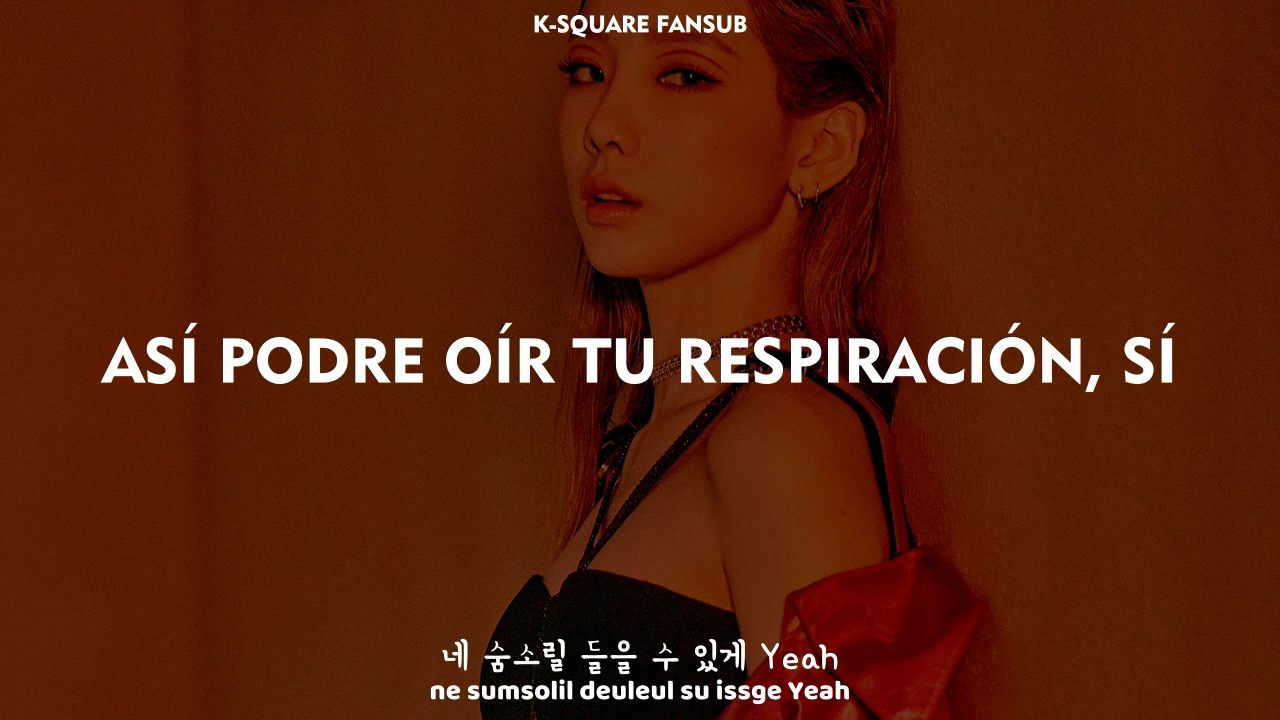 K-SQUARE FANSUB
ASÍ PODRE OÍR TU RESPIRACIÓN, SÍ
네 숨소릴 들을 수 있게 Yeah
ne sumsolil deuleul su issge Yeah